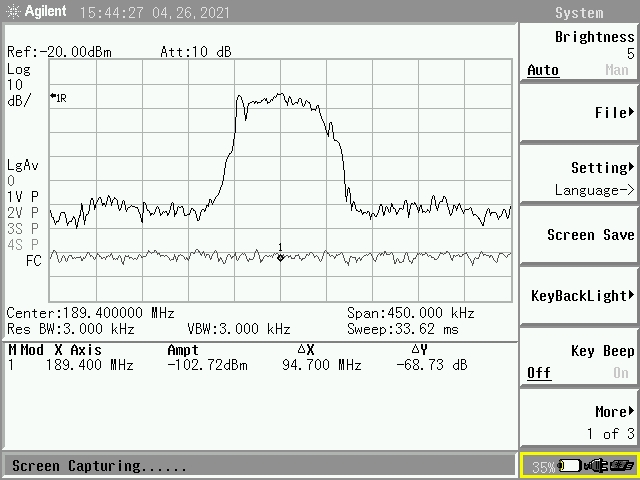 Agilent 15:44:27 04,26,2021
System
Ref:-20.00dBm Att:10 dB
Log
10
dB/
1R
LgAv
0
1V P
2V P
3S P
4S P
FC
1
Center:189.400000 MHz Span:450.000 kHz
Res BW:3.000 kHz VBW:3.000 kHz Sweep:33.62 ms
M Mod X Axis Ampt ΔX ΔY
1 189.400 MHz -102.72dBm 94.700 MHz -68.73 dB
Screen Capturing......
Brightness
5
Auto Man
File
Setting
Language->
Screen Save
KeyBackLight
Key Beep
Off On
More
1 of 3
35%